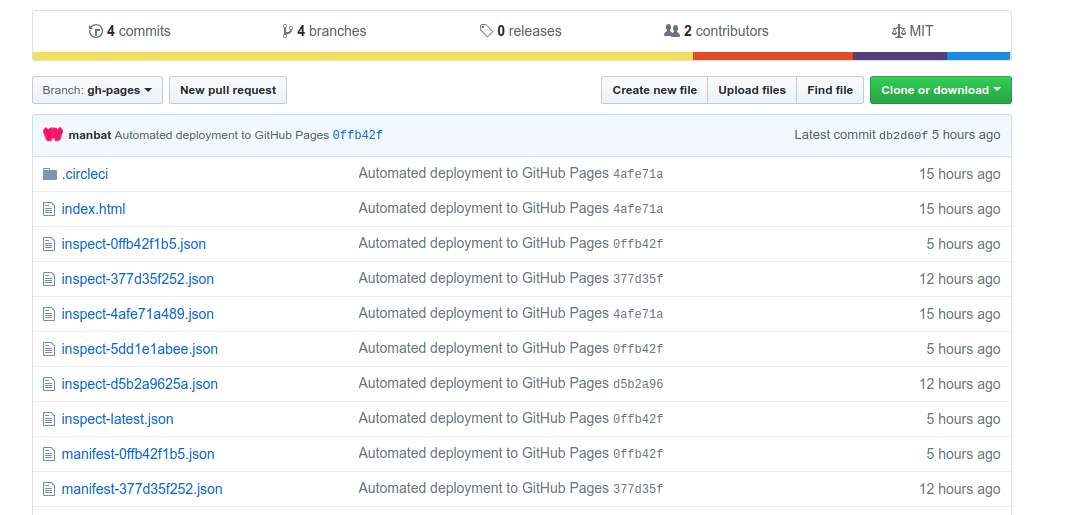 4 commits 4 branches 0 releases 2 contributors MIT
Branch: gh-pages New pull request Create new file Upload files Find file Clone or download
manbat Automated deployment to GitHub Pages 0ffb42f Latest commit db2d60f 5 hours ago
.circleci Automated deployment to GitHub Pages 4afe71a 15 hours ago
index.html Automated deployment to GitHub Pages 4afe71a 15 hours ago
inspect-0ffb42f1b5.json Automated deployment to GitHub Pages 0ffb42f 5 hours ago
inspect-377d35f252.json Automated deployment to GitHub Pages 377d35f 12 hours ago
inspect-4afe71a489.json Automated deployment to GitHub Pages 4afe71a 15 hours ago
inspect-5dd1e1abee.json Automated deployment to GitHub Pages 0ffb42f 5 hours ago
inspect-d5b2a9625a.json Automated deployment to GitHub Pages d5b2a96 12 hours ago
inspect-latest.json Automated deployment to GitHub Pages 0ffb42f 5 hours ago
manifest-0ffb42f1b5.json Automated deployment to GitHub Pages 0ffb42f 5 hours ago
manifest-377d35f252.json Automated deployment to GitHub Pages 377d35f 12 hours ago